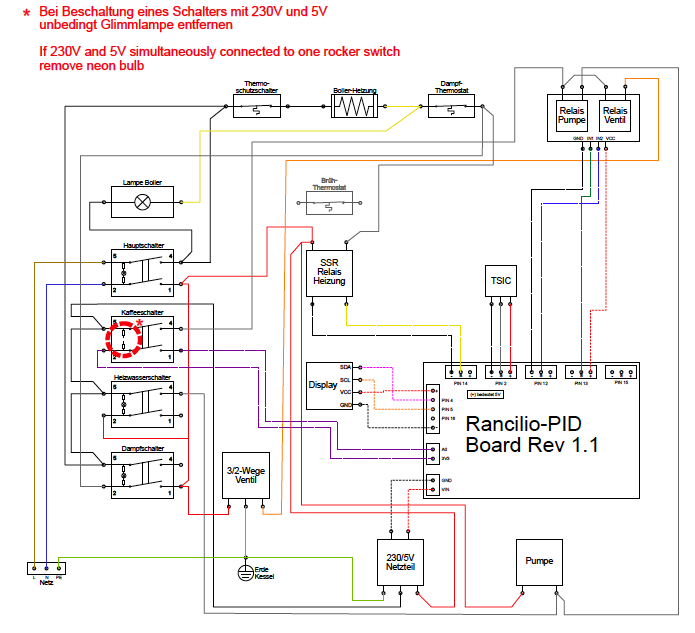 * Bei Beschaltung eines Schalters mit 230V und 5V
unbedingt Glimmlampe entfernen
If 230V and 5V simultaneously connected to one rocker switch
remove neon bulb
Thermo-
schutzschalter
Boiler-Heizung
Dampf-
Thermostat
Relais
Pumpe
Relais
Ventil
GND IN1 IN2 VCC
Lampe Boiler
Brüh-
Thermostat
Hauptschalter
5 4
2 1
SSR
Relais
Heizung
TSIC
Kaffeeschalter
*
5 4
2 1
Display
SDA
SCL
VCC
GND
- +
PIN 14
- +
PIN 2
- +
PIN 12
- +
PIN 13
- +
PIN 15
(+) bedeutet 5V
+
PIN 4
PIN 5
PIN 16
-
Rancilio-PID
Board Rev 1.1
Heizwasserschalter
5 4
2 1
A0
3V3
GND
VIN
Dampfschalter
5 4
2 1
3/2-Wege
Ventil
230/5V
Netzteil
Pumpe
Erde
Kessel
L N PE
Netz